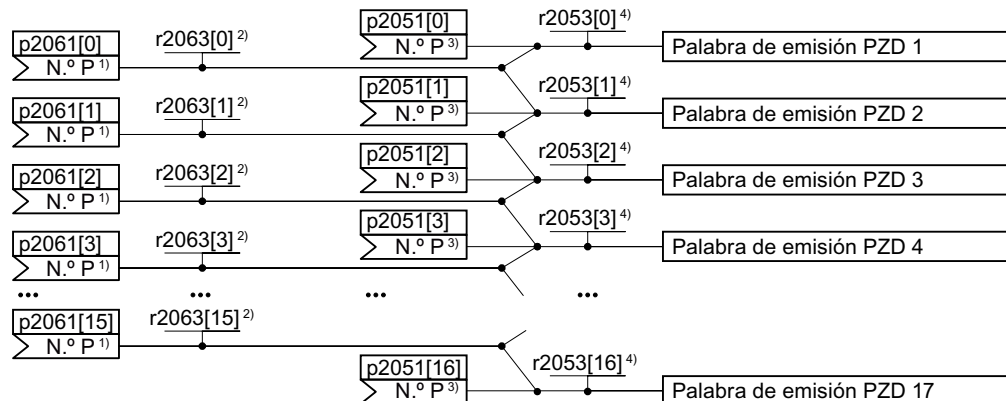 p2051[0] r2053[0] 4)
p2061[0] r2063[0] 2) N.º P 3) Palabra de emisión PZD 1
N.º P 1)
p2051[1] r2053[1] 4)
p2061[1] r2063[1] 2) N.º P 3) Palabra de emisión PZD 2
N.º P 1)
p2051[2] r2053[2] 4)
p2061[2] r2063[2] 2) N.º P 3) Palabra de emisión PZD 3
N.º P 1)
p2051[3] r2053[3] 4)
p2061[3] r2063[3] 2) N.º P 3) Palabra de emisión PZD 4
N.º P 1)
... ... ... ...
p2061[15] r2063[15] 2)
N.º P 1)
p2051[16] r2053[16] 4)
N.º P 3) Palabra de emisión PZD 17